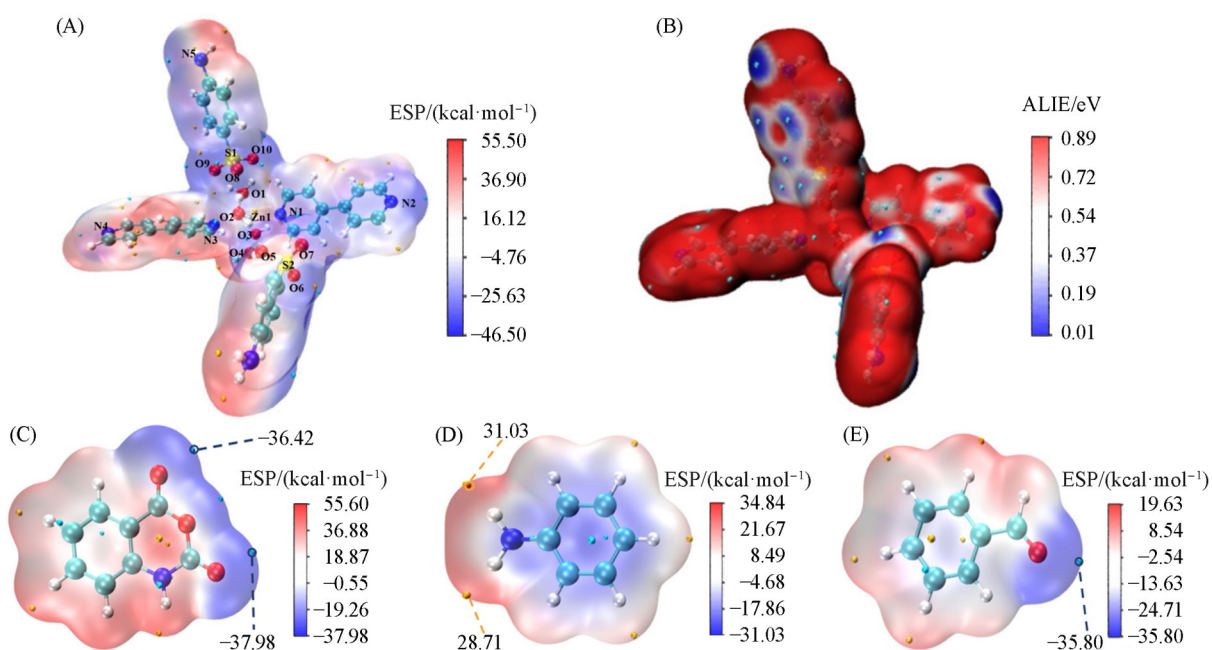 (A)
N5
O10
O9
S1
O8
O1
N4
O2
Zn1
N1
N2
N3
O3
O4
O5
O7
S2
O6
ESP/(kcal·mol⁻¹)
55.50
36.90
16.12
−4.76
−25.63
−46.50
(B)
ALIE/eV
0.89
0.72
0.54
0.37
0.19
0.01
(C)
−36.42
ESP/(kcal·mol⁻¹)
55.60
36.88
18.87
−0.55
−19.26
−37.98
−37.98
(D)
31.03
ESP/(kcal·mol⁻¹)
34.84
21.67
8.49
−4.68
−17.86
−31.03
28.71
(E)
ESP/(kcal·mol⁻¹)
19.63
8.54
−2.54
−13.63
−24.71
−35.80
−35.80